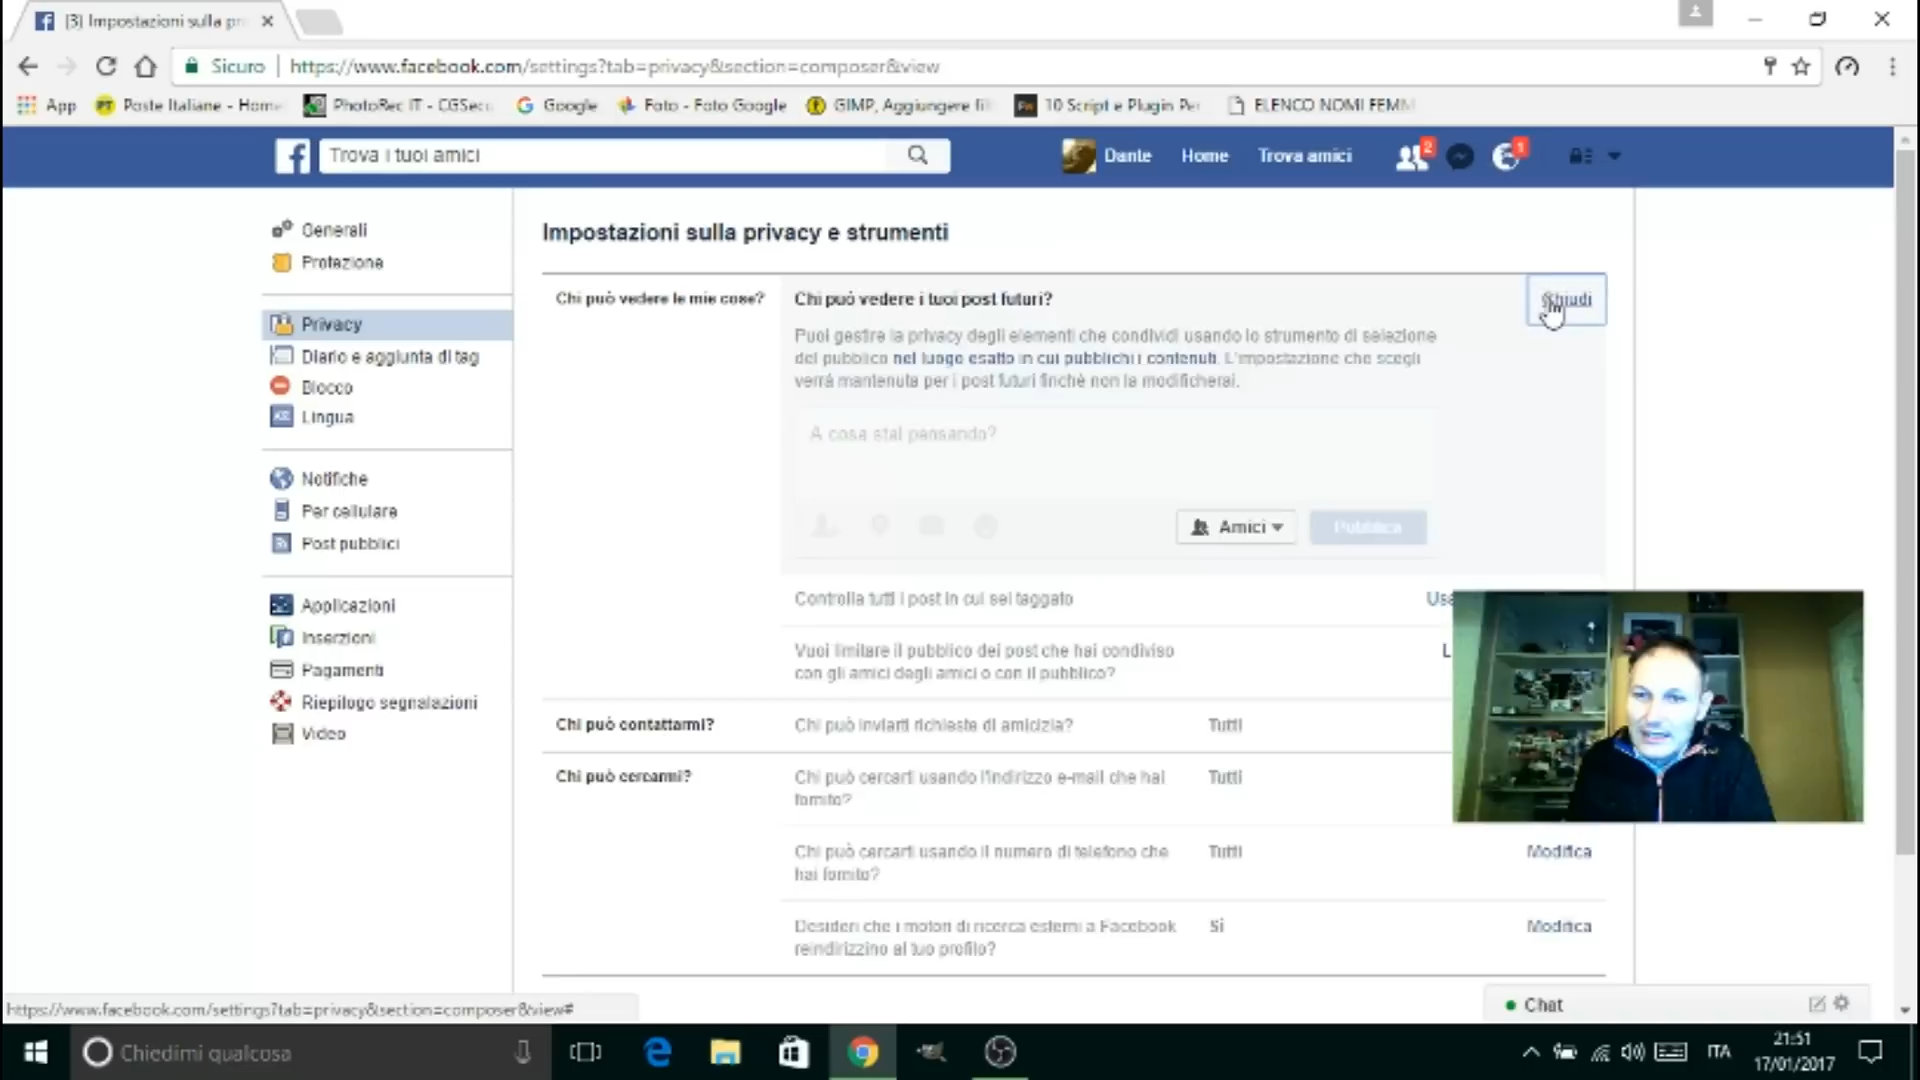 (3) Impostazioni sulla pr
Sicuro https://www.facebook.com/settings?tab=privacy&section=composer&view
App Poste Italiane - Home PhotoRec IT - CGSecu Google Foto - Foto Google GIMP, Aggiungere fil 10 Script e Plugin Per ELENCO NOMI FEMM
Trova i tuoi amici
Dante Home Trova amici 2 1
Generali
Protezione
Privacy
Diario e aggiunta di tag
Blocco
Lingua
Notifiche
Per cellulare
Post pubblici
Applicazioni
Inserzioni
Pagamenti
Riepilogo segnalazioni
Video
Impostazioni sulla privacy e strumenti
Chi può vedere le mie cose?
Chi può vedere i tuoi post futuri?
Chiudi
Puoi gestire la privacy degli elementi che condividi usando lo strumento di selezione
del pubblico nel luogo esatto in cui pubblichi i contenuti. L'impostazione che scegli
verrà mantenuta per i post futuri finché non la modificherai.
A cosa stai pensando?
Amici Pubblica
Controlla tutti i post in cui sei taggato
Vuoi limitare il pubblico dei post che hai condiviso
con gli amici degli amici o con il pubblico?
Chi può contattarmi? Chi può inviarti richieste di amicizia? Tutti
Chi può cercarmi? Chi può cercarti usando l'indirizzo e-mail che hai
fornito? Tutti
Chi può cercarti usando il numero di telefono che
hai fornito? Tutti Modifica
Desideri che i motori di ricerca esterni a Facebook
reindirizzino al tuo profilo? Sì Modifica
https://www.facebook.com/settings?tab=privacy&section=composer&view#
Chat
Chiedimi qualcosa
ITA
21:51
17/01/2017